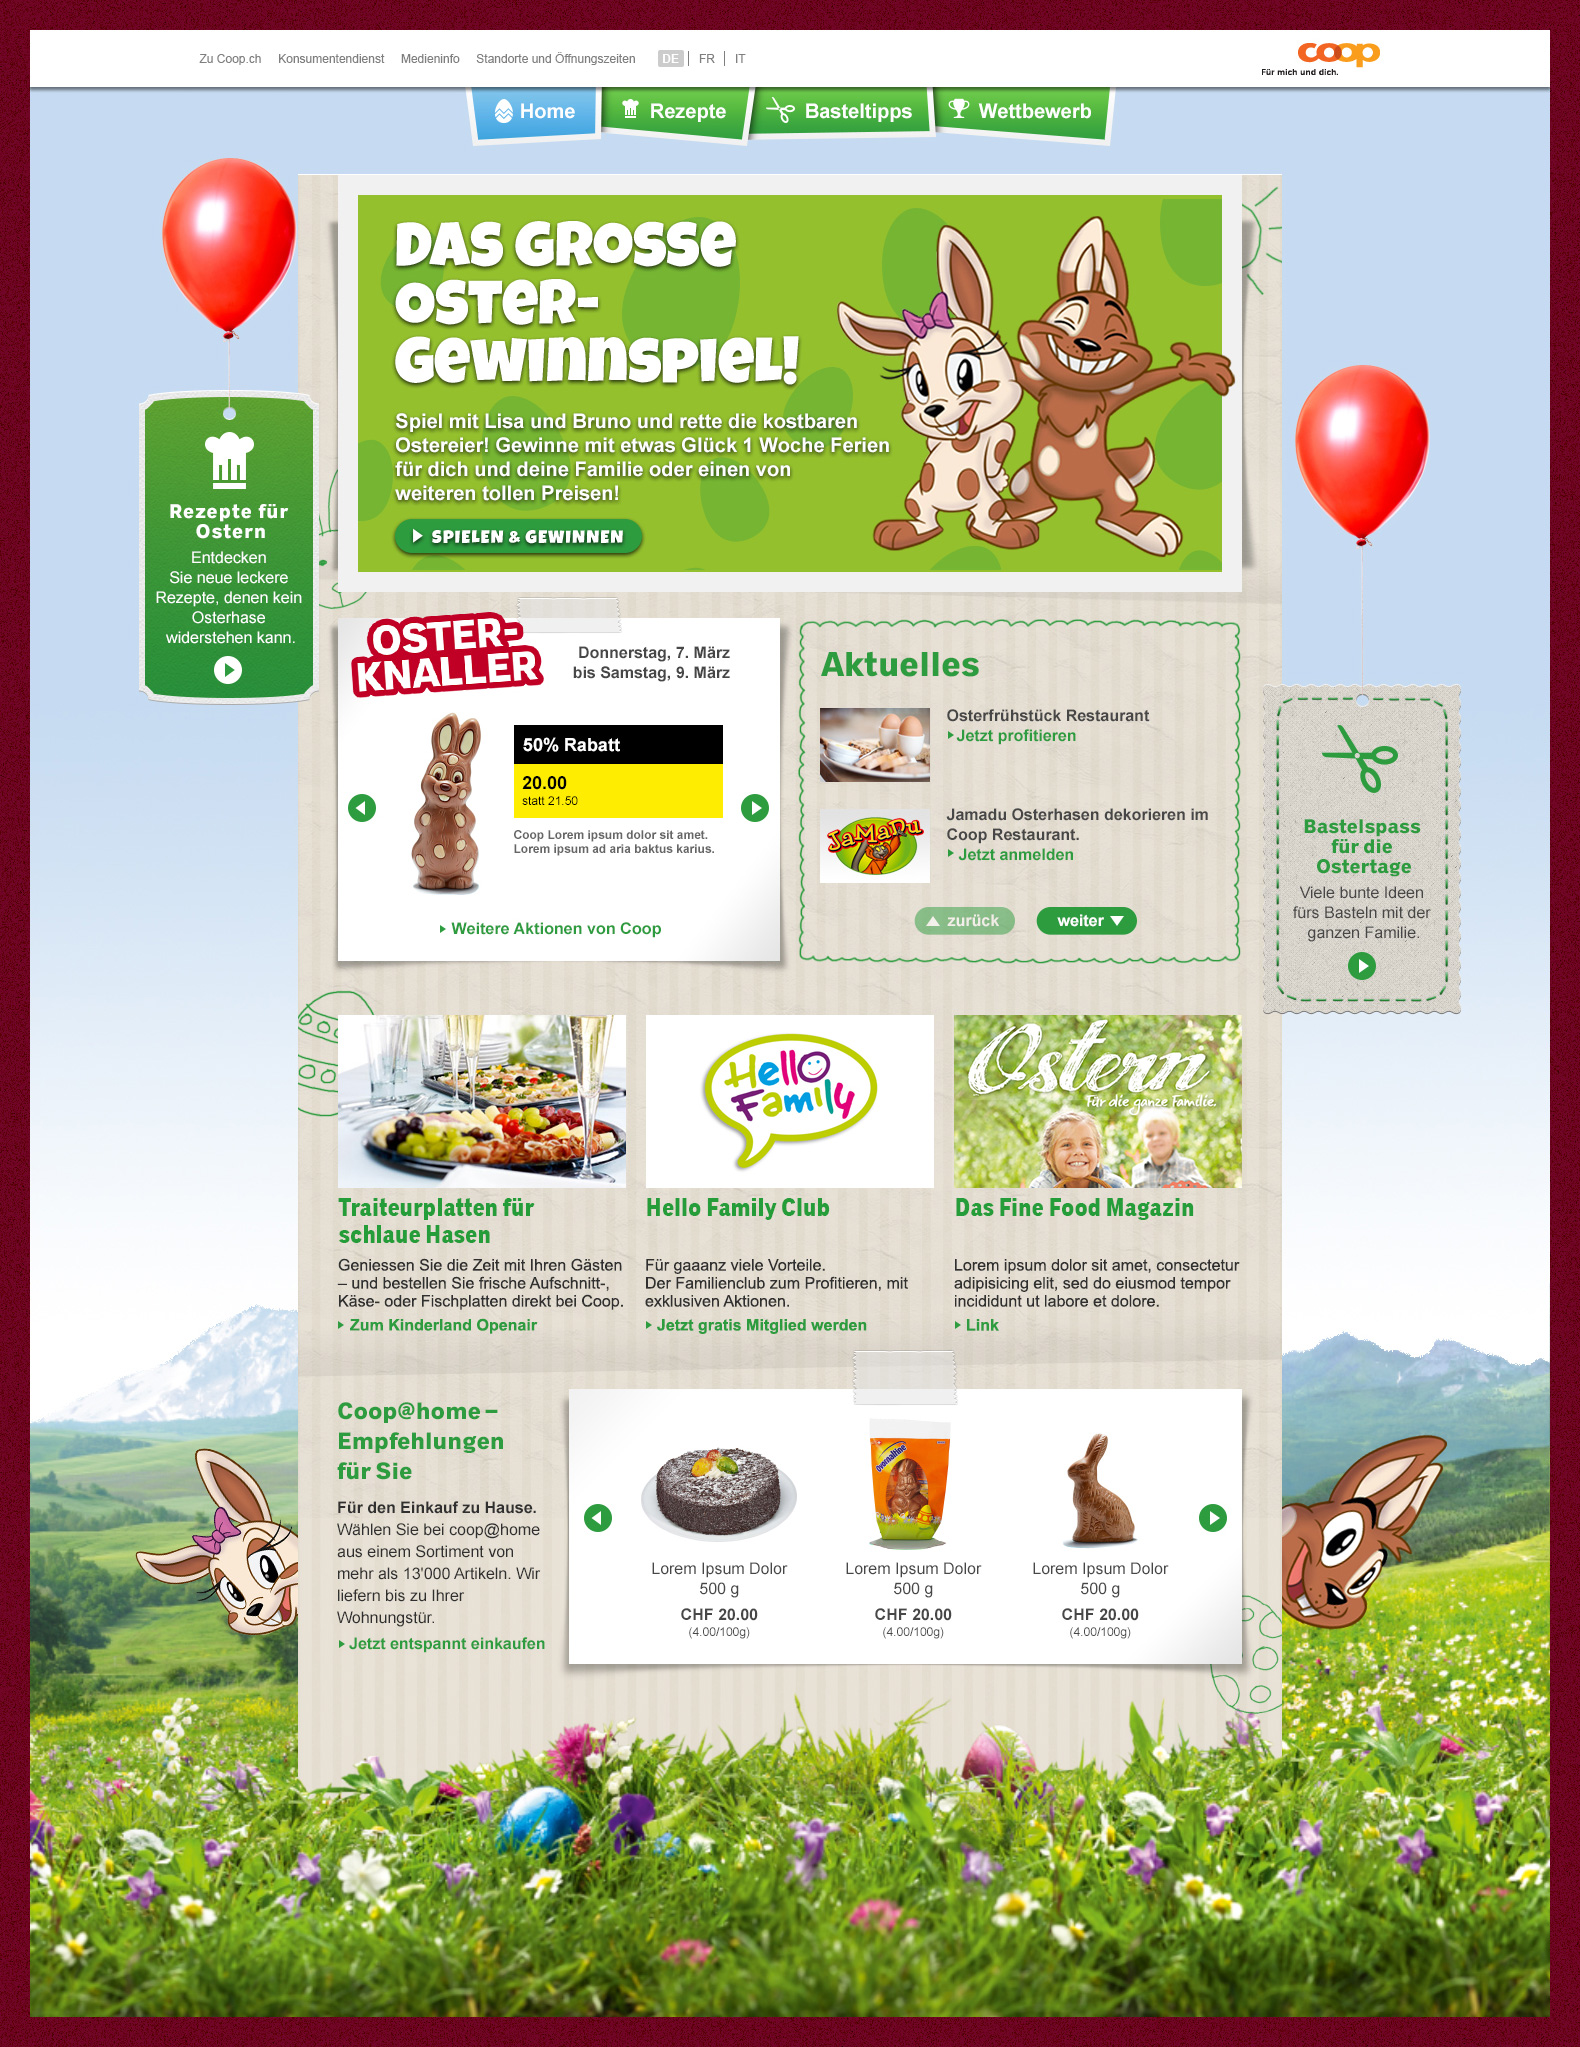 Zu Coop.ch Konsumentendienst Medieninfo Standorte und Öffnungszeiten DE FR IT
coop
Für mich und dich.
Home Rezepte Basteltipps Wettbewerb
DAS GROSSE
OSTER-
GEWINNSPIEL!
Spiel mit Lisa und Bruno und rette die kostbaren
Ostereier! Gewinne mit etwas Glück 1 Woche Ferien
für dich und deine Familie oder einen von
weiteren tollen Preisen!
SPIELEN & GEWINNEN
Rezepte für
Ostern
Entdecken
Sie neue leckere
Rezepte, denen kein
Osterhase
widerstehen kann.
OSTER-
KNALLER
Donnerstag, 7. März
bis Samstag, 9. März
50% Rabatt
20.00
statt 21.50
Coop Lorem ipsum dolor sit amet.
Lorem ipsum ad aria baktus karius.
Weitere Aktionen von Coop
Aktuelles
Osterfrühstück Restaurant
Jetzt profitieren
JaMaDu
Jamadu Osterhasen dekorieren im
Coop Restaurant.
Jetzt anmelden
zurück weiter
Bastelspass
für die
Ostertage
Viele bunte Ideen
fürs Basteln mit der
ganzen Familie.
Traiteurplatten für
schlaue Hasen
Geniessen Sie die Zeit mit Ihren Gästen
– und bestellen Sie frische Aufschnitt-,
Käse- oder Fischplatten direkt bei Coop.
Zum Kinderland Openair
Hello
Family
Hello Family Club
Für gaaanz viele Vorteile.
Der Familienclub zum Profitieren, mit
exklusiven Aktionen.
Jetzt gratis Mitglied werden
Ostern
Für die ganze Familie.
Das Fine Food Magazin
Lorem ipsum dolor sit amet, consectetur
adipisicing elit, sed do eiusmod tempor
incididunt ut labore et dolore.
Link
Coop@home –
Empfehlungen
für Sie
Für den Einkauf zu Hause.
Wählen Sie bei coop@home
aus einem Sortiment von
mehr als 13'000 Artikeln. Wir
liefern bis zu Ihrer
Wohnungstür.
Jetzt entspannt einkaufen
Ovomaltine
Lorem Ipsum Dolor
500 g
CHF 20.00
(4.00/100g)
Lorem Ipsum Dolor
500 g
CHF 20.00
(4.00/100g)
Lorem Ipsum Dolor
500 g
CHF 20.00
(4.00/100g)